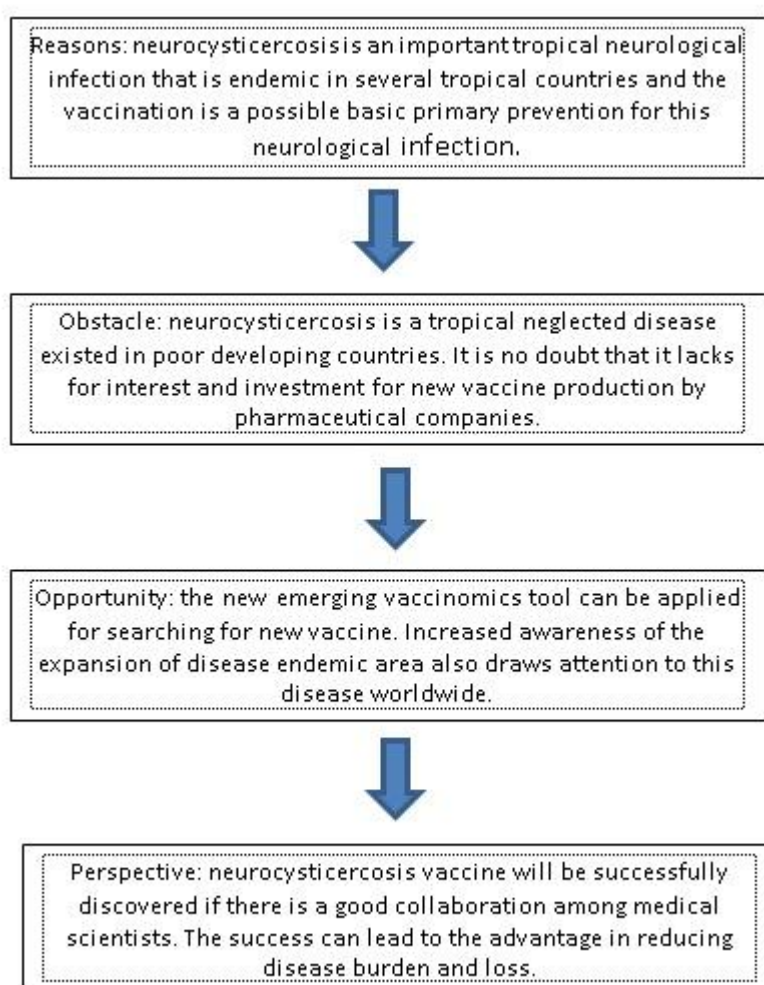 Reasons: neurocysticercosis is an important tropical neurological
infection that is endemic in several tropical countries and the
vaccination is a possible basic primary prevention for this
neurological infection.
Obstacle: neurocysticercosis is a tropical neglected disease
existed in poor developing countries. It is no doubt that it lacks
for interest and investment for new vaccine production by
pharmaceutical companies.
Opportunity: the new emerging vaccinomics tool can be applied
for searching for new vaccine. Increased awareness of the
expansion of disease endemic area also draws attention to this
disease worldwide.
Perspective: neurocysticercosis vaccine will be successfully
discovered if there is a good collaboration among medical
scientists. The success can lead to the advantage in reducing
disease burden and loss.